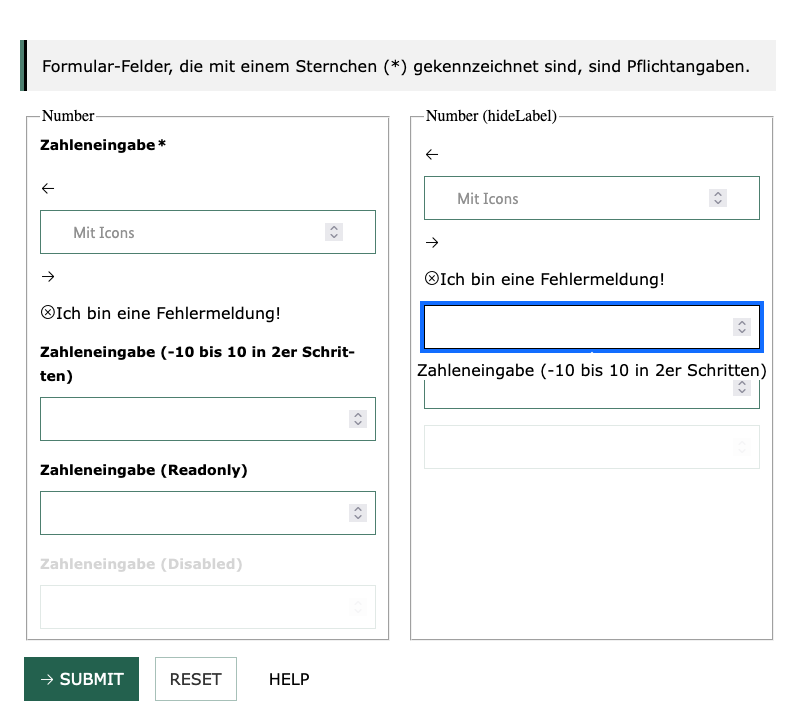 Formular-Felder, die mit einem Sternchen (*) gekennzeichnet sind, sind Pflichtangaben.
Number
Zahleneingabe*
←
Mit Icons
→
Ich bin eine Fehlermeldung!
Zahleneingabe (-10 bis 10 in 2er Schrit-
ten)
Zahleneingabe (Readonly)
Zahleneingabe (Disabled)
Number (hideLabel)
←
Mit Icons
→
Ich bin eine Fehlermeldung!
Zahleneingabe (-10 bis 10 in 2er Schritten)
→ SUBMIT
RESET
HELP